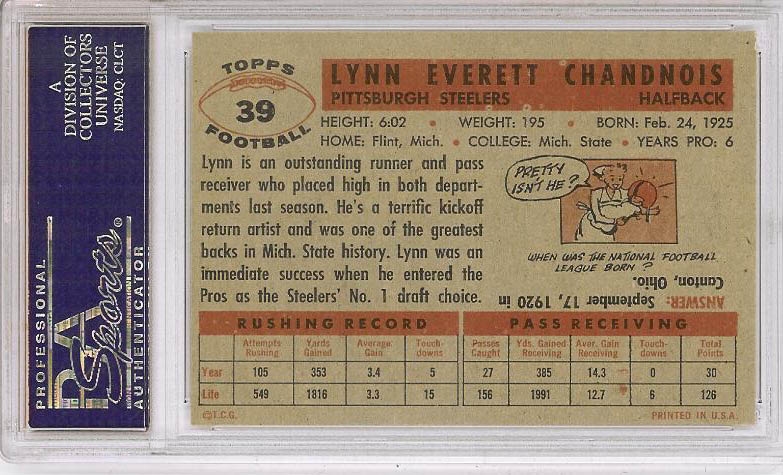 A
DIVISION OF
COLLECTORS
UNIVERSE
NASDAQ: CLCT
PROFESSIONAL
PSA
Sports®
AUTHENTICATOR
TOPPS
39
FOOTBALL
LYNN EVERETT CHANDNOIS
PITTSBURGH STEELERS HALFBACK
HEIGHT: 6:02 • WEIGHT: 195 • BORN: Feb. 24, 1925
HOME: Flint, Mich. • COLLEGE: Mich. State • YEARS PRO: 6
Lynn is an outstanding runner and pass
receiver who placed high in both depart-
ments last season. He's a terrific kickoff
return artist and was one of the greatest
backs in Mich. State history. Lynn was an
immediate success when he entered the
Pros as the Steelers' No. 1 draft choice.
PRETTY
ISN'T HE?
WHEN WAS THE NATIONAL FOOTBALL
LEAGUE BORN?
ANSWER:
September 17, 1920 in
Canton, Ohio.
RUSHING RECORD PASS RECEIVING
Attempts Rushing Yards Gained Average Gain Touch-downs Passes Caught Yds. Gained Receiving Aver. Gain Receiving Touch-downs Total Points
Year 105 353 3.4 5 27 385 14.3 0 30
Life 549 1816 3.3 15 156 1991 12.7 6 126
©T.C.G. PRINTED IN U.S.A.